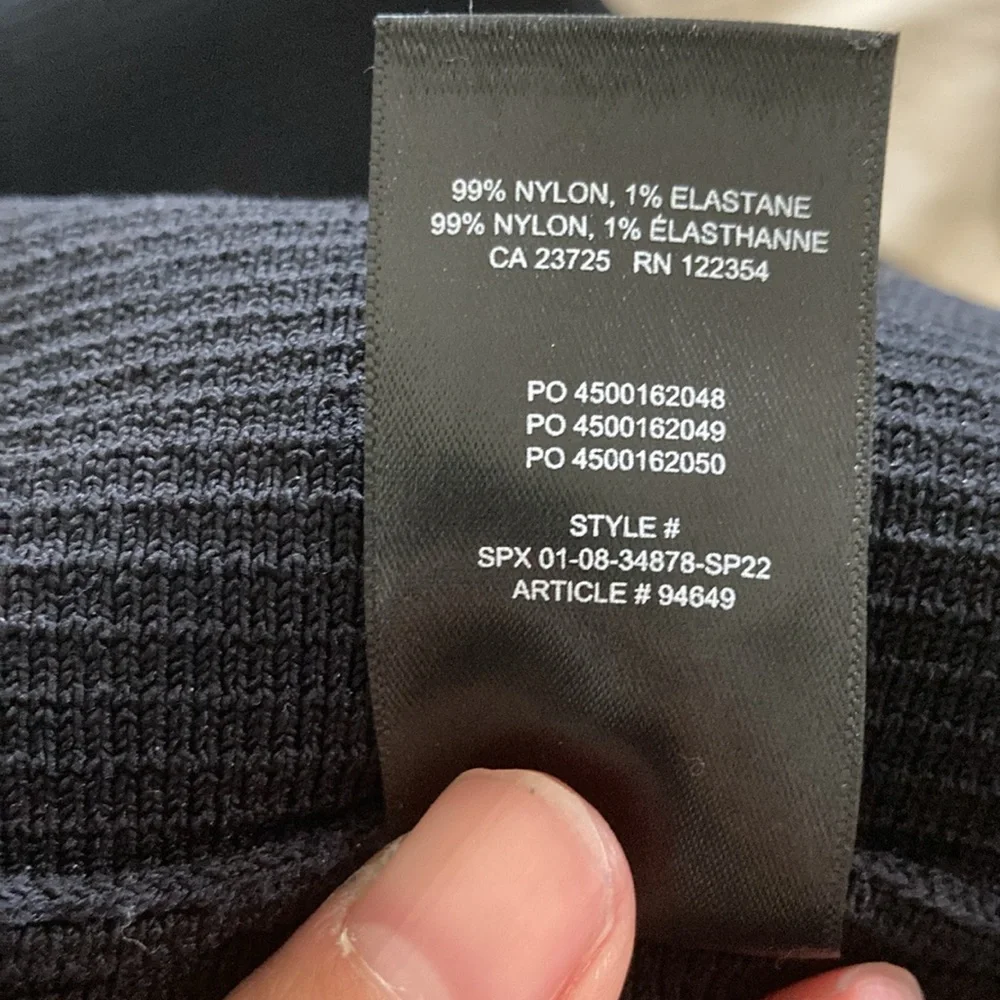 99% NYLON, 1% ELASTANE
99% NYLON, 1% ÉLASTHANNE
CA 23725 RN 122354
PO 4500162048
PO 4500162049
PO 4500162050
STYLE #
SPX 01-08-34878-SP22
ARTICLE # 94649